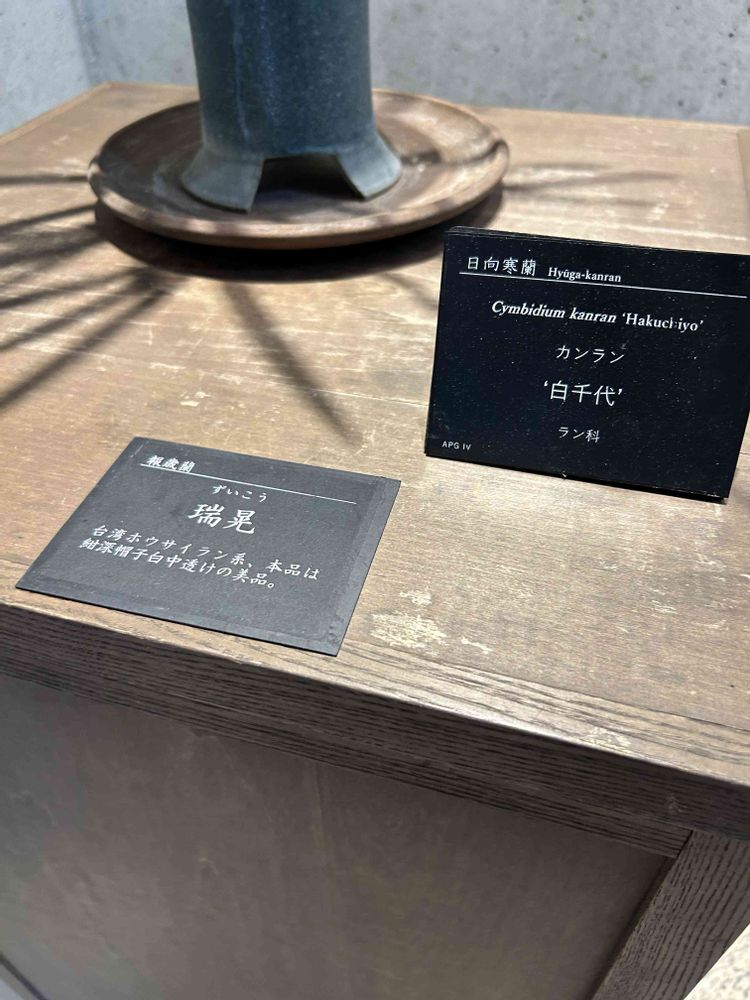 日向寒蘭 Hyūga-kanran
Cymbidium kanran ‘Hakuchiyo’
カンラン
‘白千代’
ラン科
APG IV
報歳蘭
ずいこう
瑞晃
台湾ホウサイラン系、本品は
紺深帽子白中透けの美品。